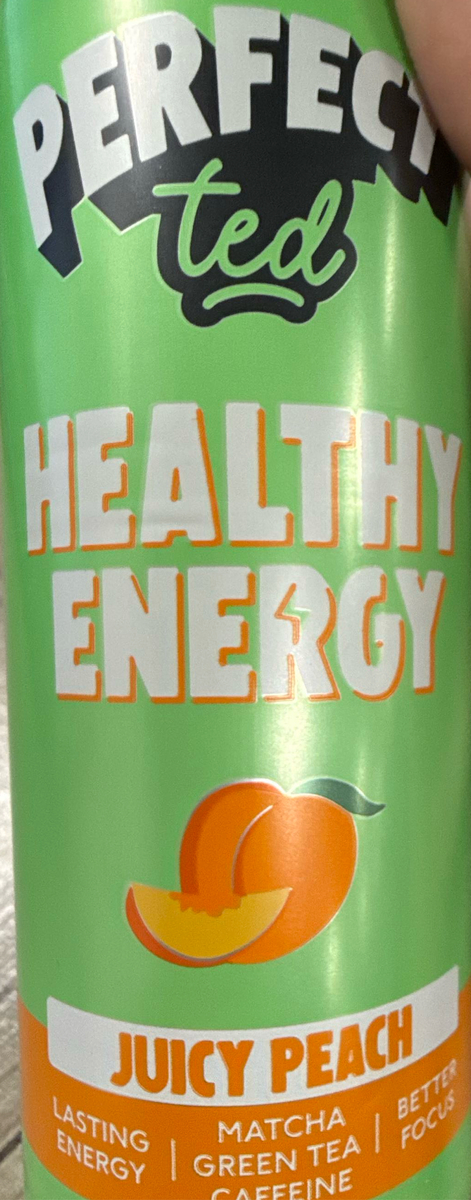 PERFECT
ted
HEALTHY
ENERGY
JUICY PEACH
LASTING
ENERGY
MATCHA
GREEN TEA
CAFFEINE
BETTER
FOCUS